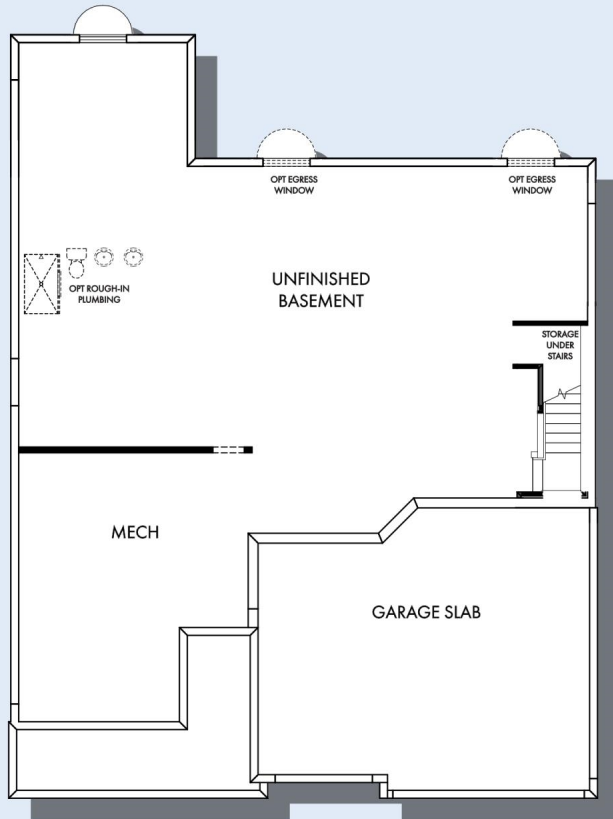 OPT EGRESS
WINDOW
OPT EGRESS
WINDOW
OPT ROUGH-IN
PLUMBING
UNFINISHED
BASEMENT
STORAGE
UNDER
STAIRS
MECH
GARAGE SLAB